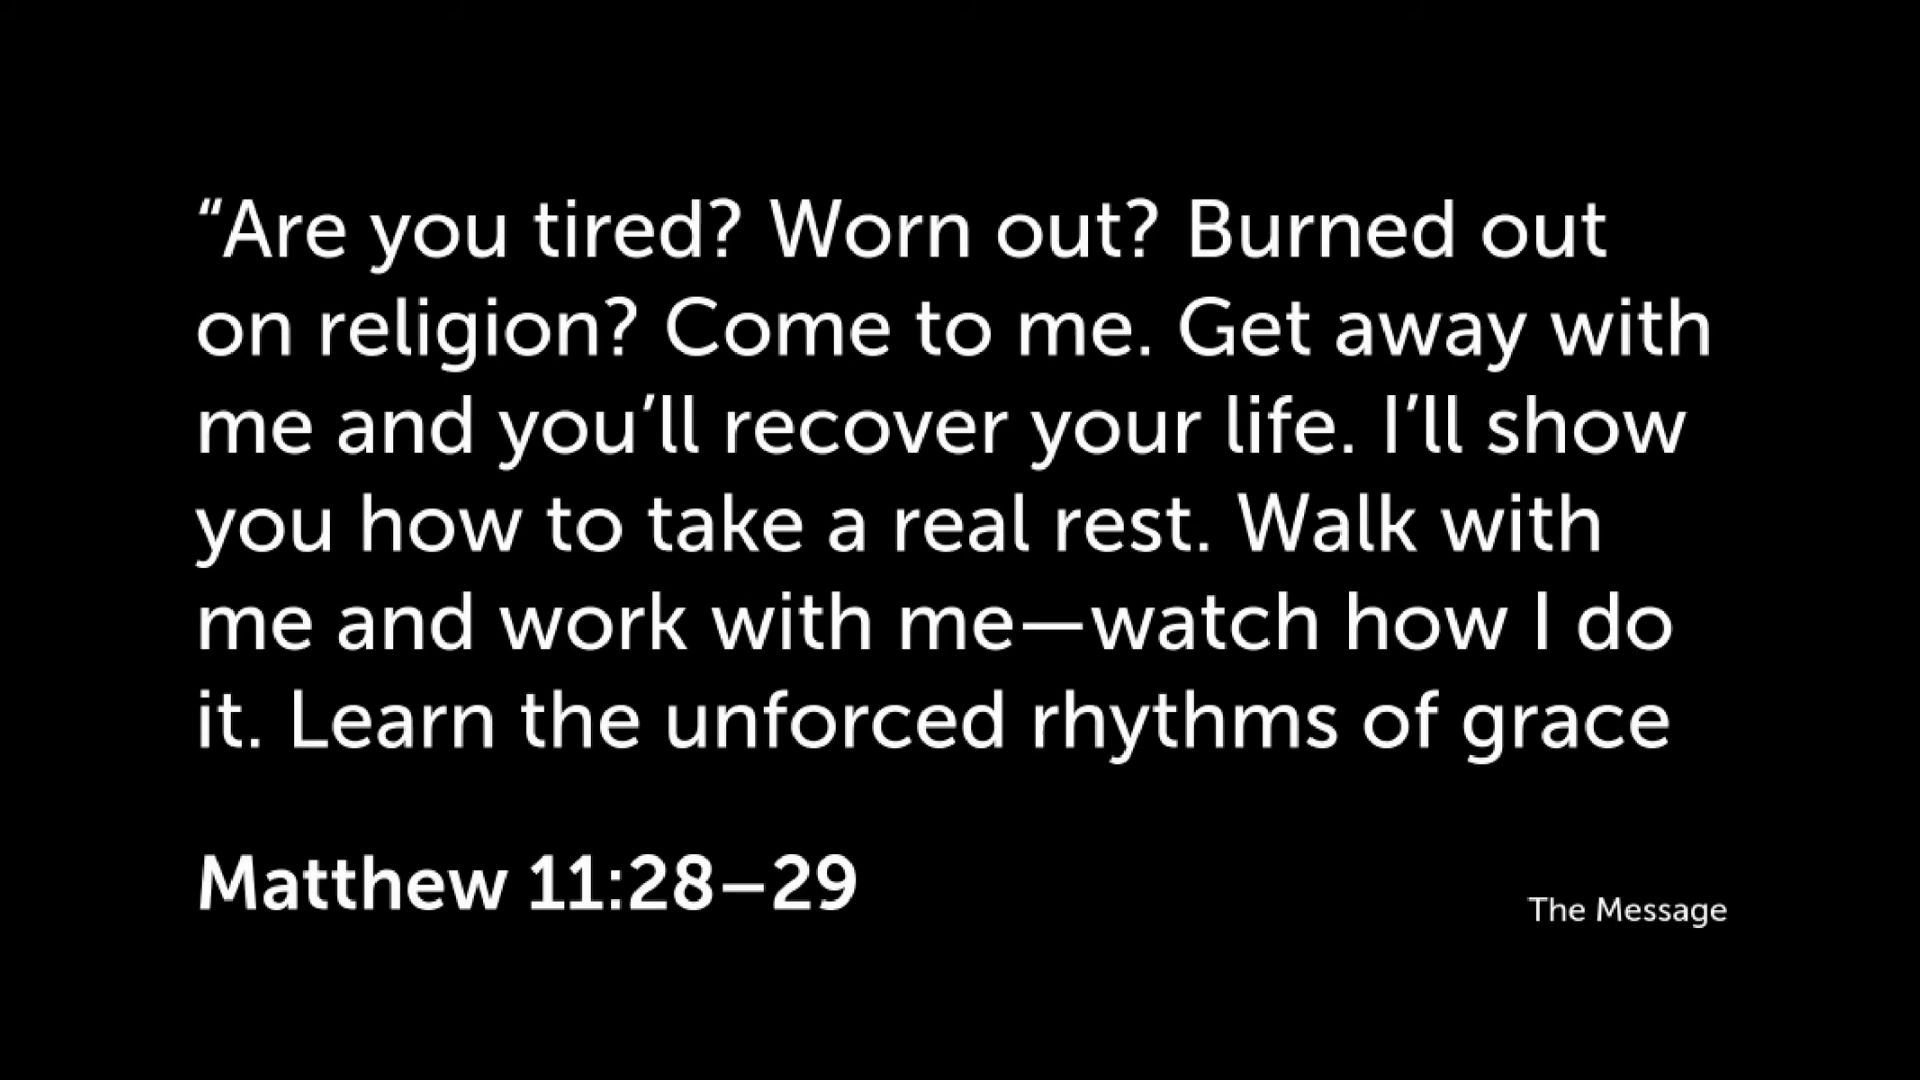 “Are you tired? Worn out? Burned out
on religion? Come to me. Get away with
me and you’ll recover your life. I’ll show
you how to take a real rest. Walk with
me and work with me—watch how I do
it. Learn the unforced rhythms of grace
Matthew 11:28–29
The Message